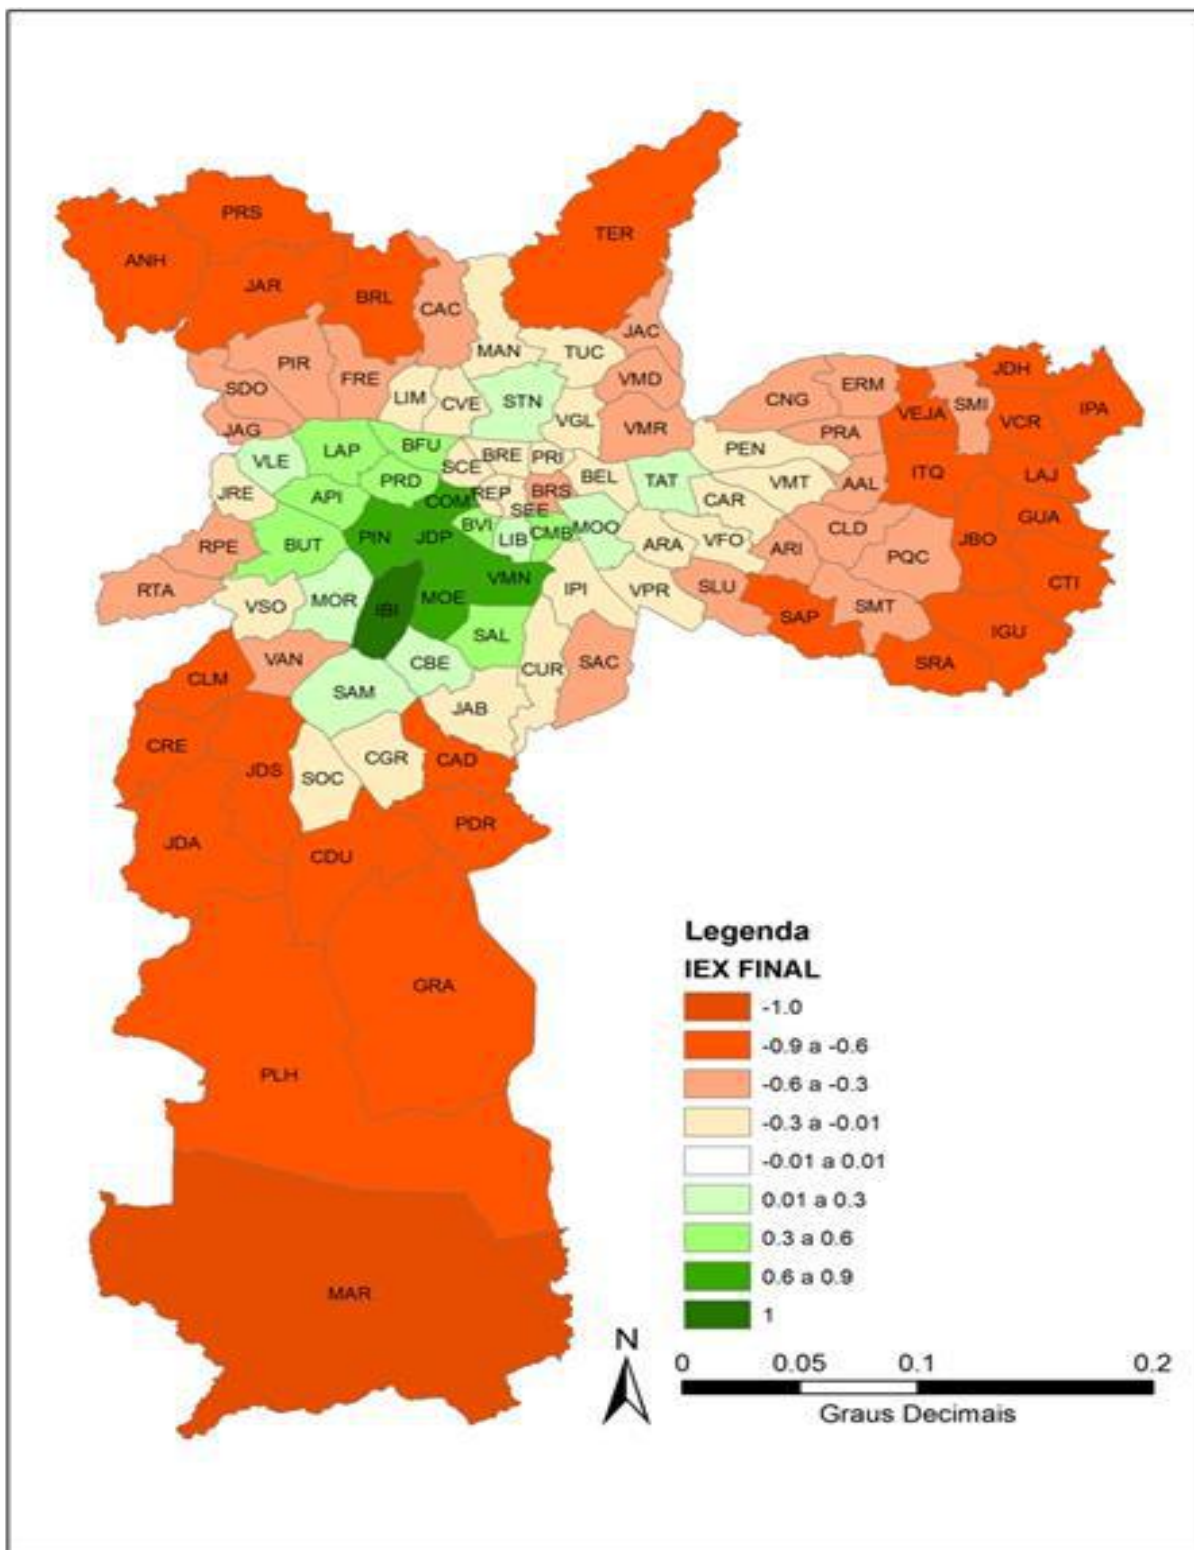 PRS
TER
ANH
JAR
BRL
CAC
JAC
MAN
TUC
PIR
FRE
VMD
JDH
SDO
LIM
CVE
STN
CNG
ERM
VEJA
SMI
IPA
VGL
VMR
VCR
JAG
PRA
VLE
LAP
BFU
SCE
BRE
PRI
PEN
JRE
API
PRD
COM
REP
BRS
BEL
TAT
VMT
AAL
ITQ
LAJ
SEE
CAR
GUA
RPE
BUT
PIN
JDP
BVI
LIB
CMB
MOO
ARA
VFO
ARI
CLD
PQC
JBO
RTA
VSO
MOR
IBI
MOE
VMN
IPI
VPR
SLU
SAP
SMT
CTI
IGU
SAL
VAN
CLM
CBE
CUR
SAC
SRA
SAM
JAB
CRE
JDS
SOC
CGR
CAD
JDA
CDU
PDR
GRA
PLH
MAR
Legenda
IEX FINAL
-1.0
-0.9 a -0.6
-0.6 a -0.3
-0.3 a -0.01
-0.01 a 0.01
0.01 a 0.3
0.3 a 0.6
0.6 a 0.9
1
N
0 0.05 0.1 0.2
Graus Decimais